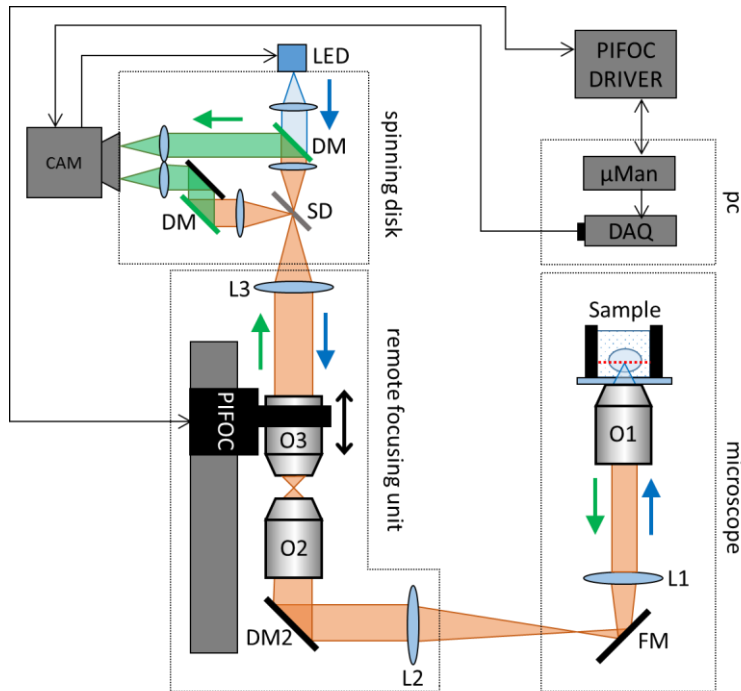 LED
PIFOC
DRIVER
spinning disk
DM
CAM
µMan
pc
SD
DM
DAQ
L3
Sample
remote focusing unit
PIFOC
O3
O1
microscope
O2
L1
DM2
FM
L2